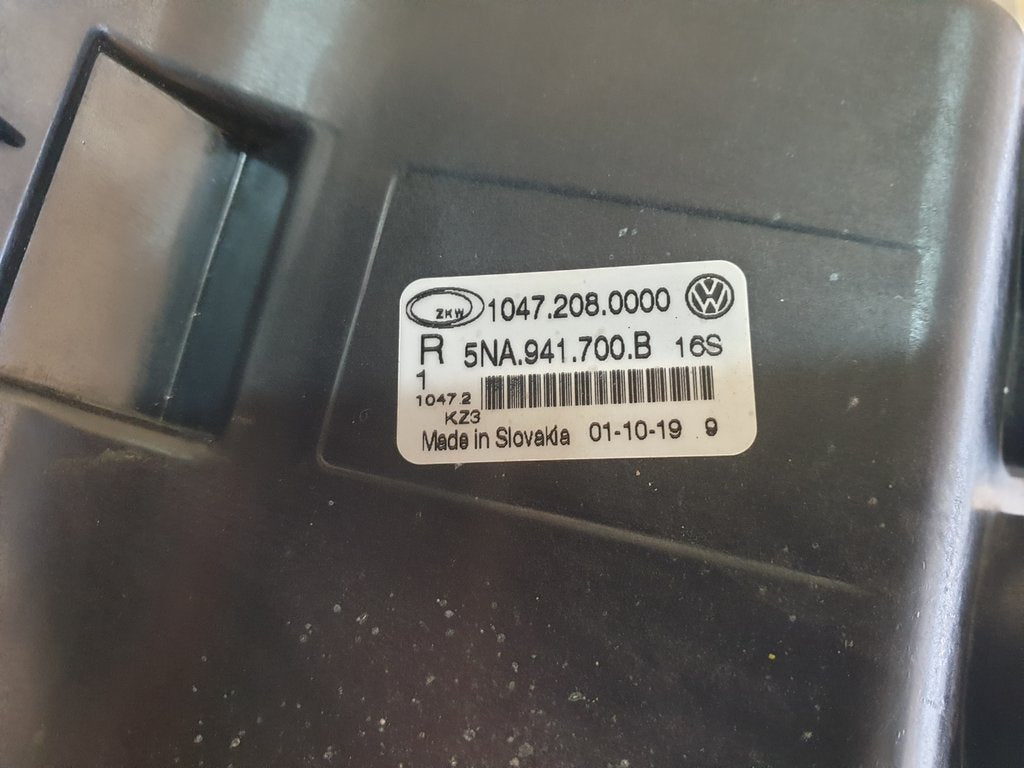 ZKW 1047.208.0000
R 5NA.941.700.B 16S
1
1047.2
KZ3
Made in Slovakia 01-10-19 9